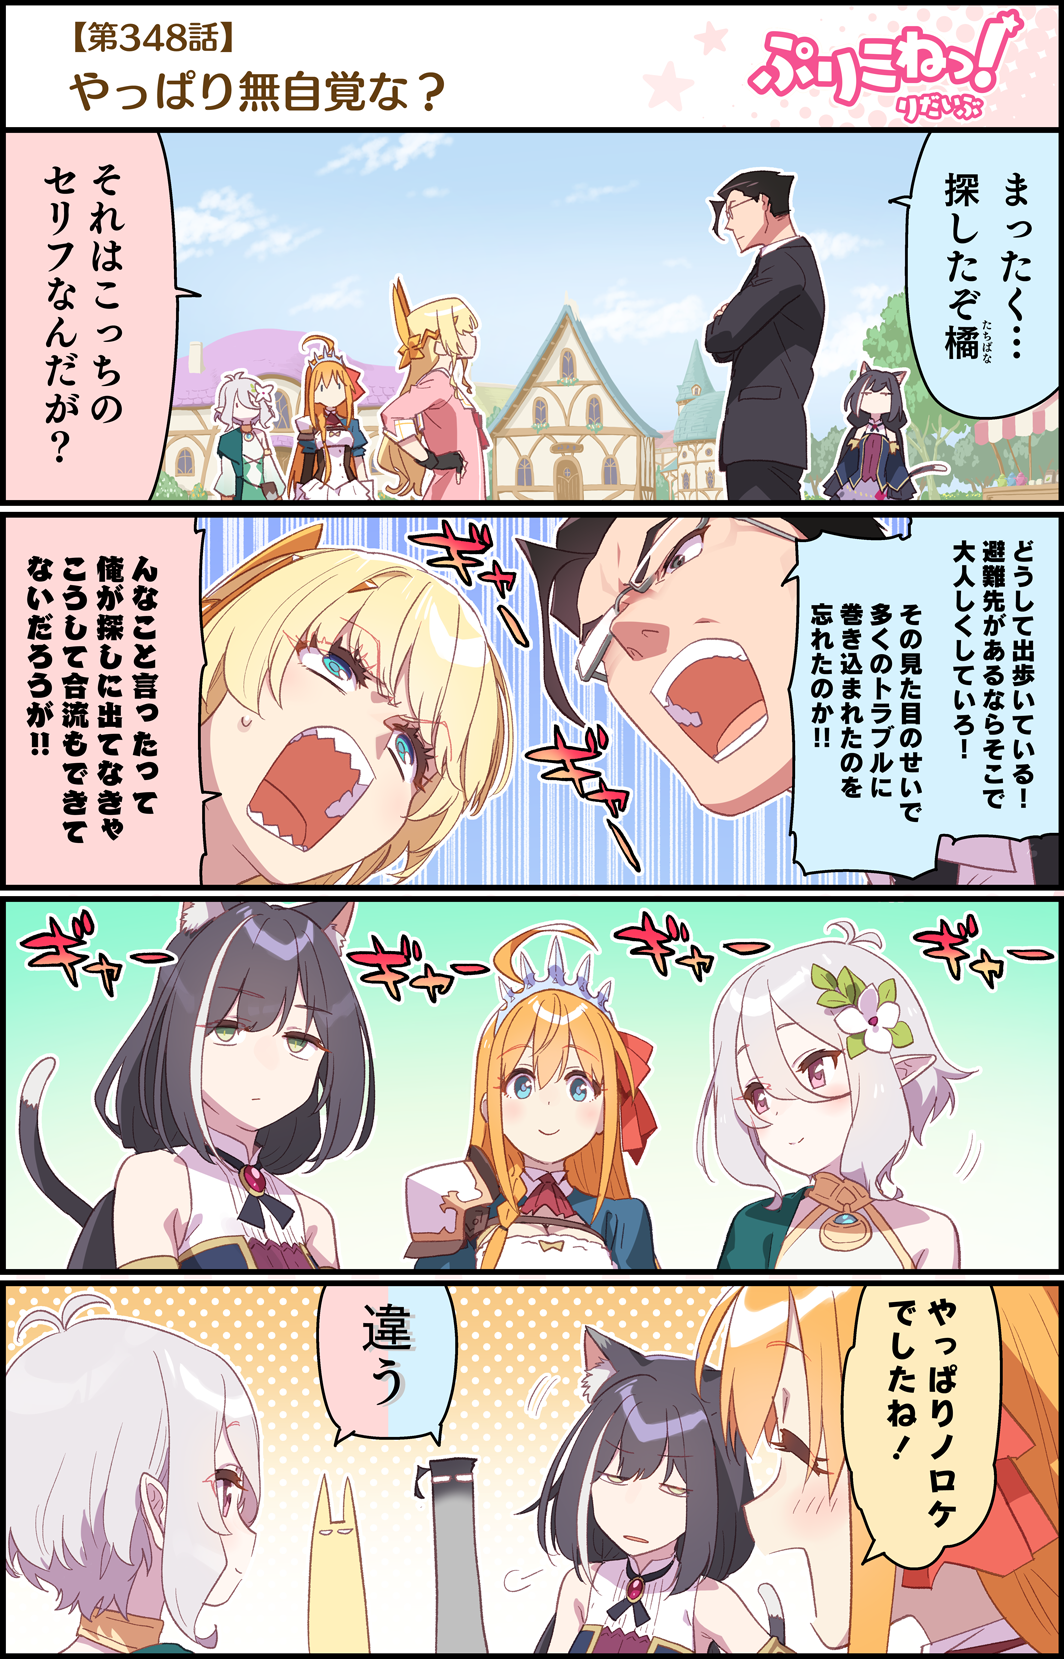 【第348話】
やっぱり無自覚な？
ぷりこねっ!
りだいぶ
まったく…
探したぞ橘
たちばな
それはこっちの
セリフなんだが？
どうして出歩いている！
避難先があるならそこで
大人しくしていろ！
その見た目のせいで
多くのトラブルに
巻き込まれたのを
忘れたのか!!
ギャー
ギャー
んなこと言ったって
俺が探しに出てなきゃ
こうして合流もできて
ないだろうが!!
ギャー
ギャー
ギャー
ギャー
やっぱりノロケ
でしたね！
違う